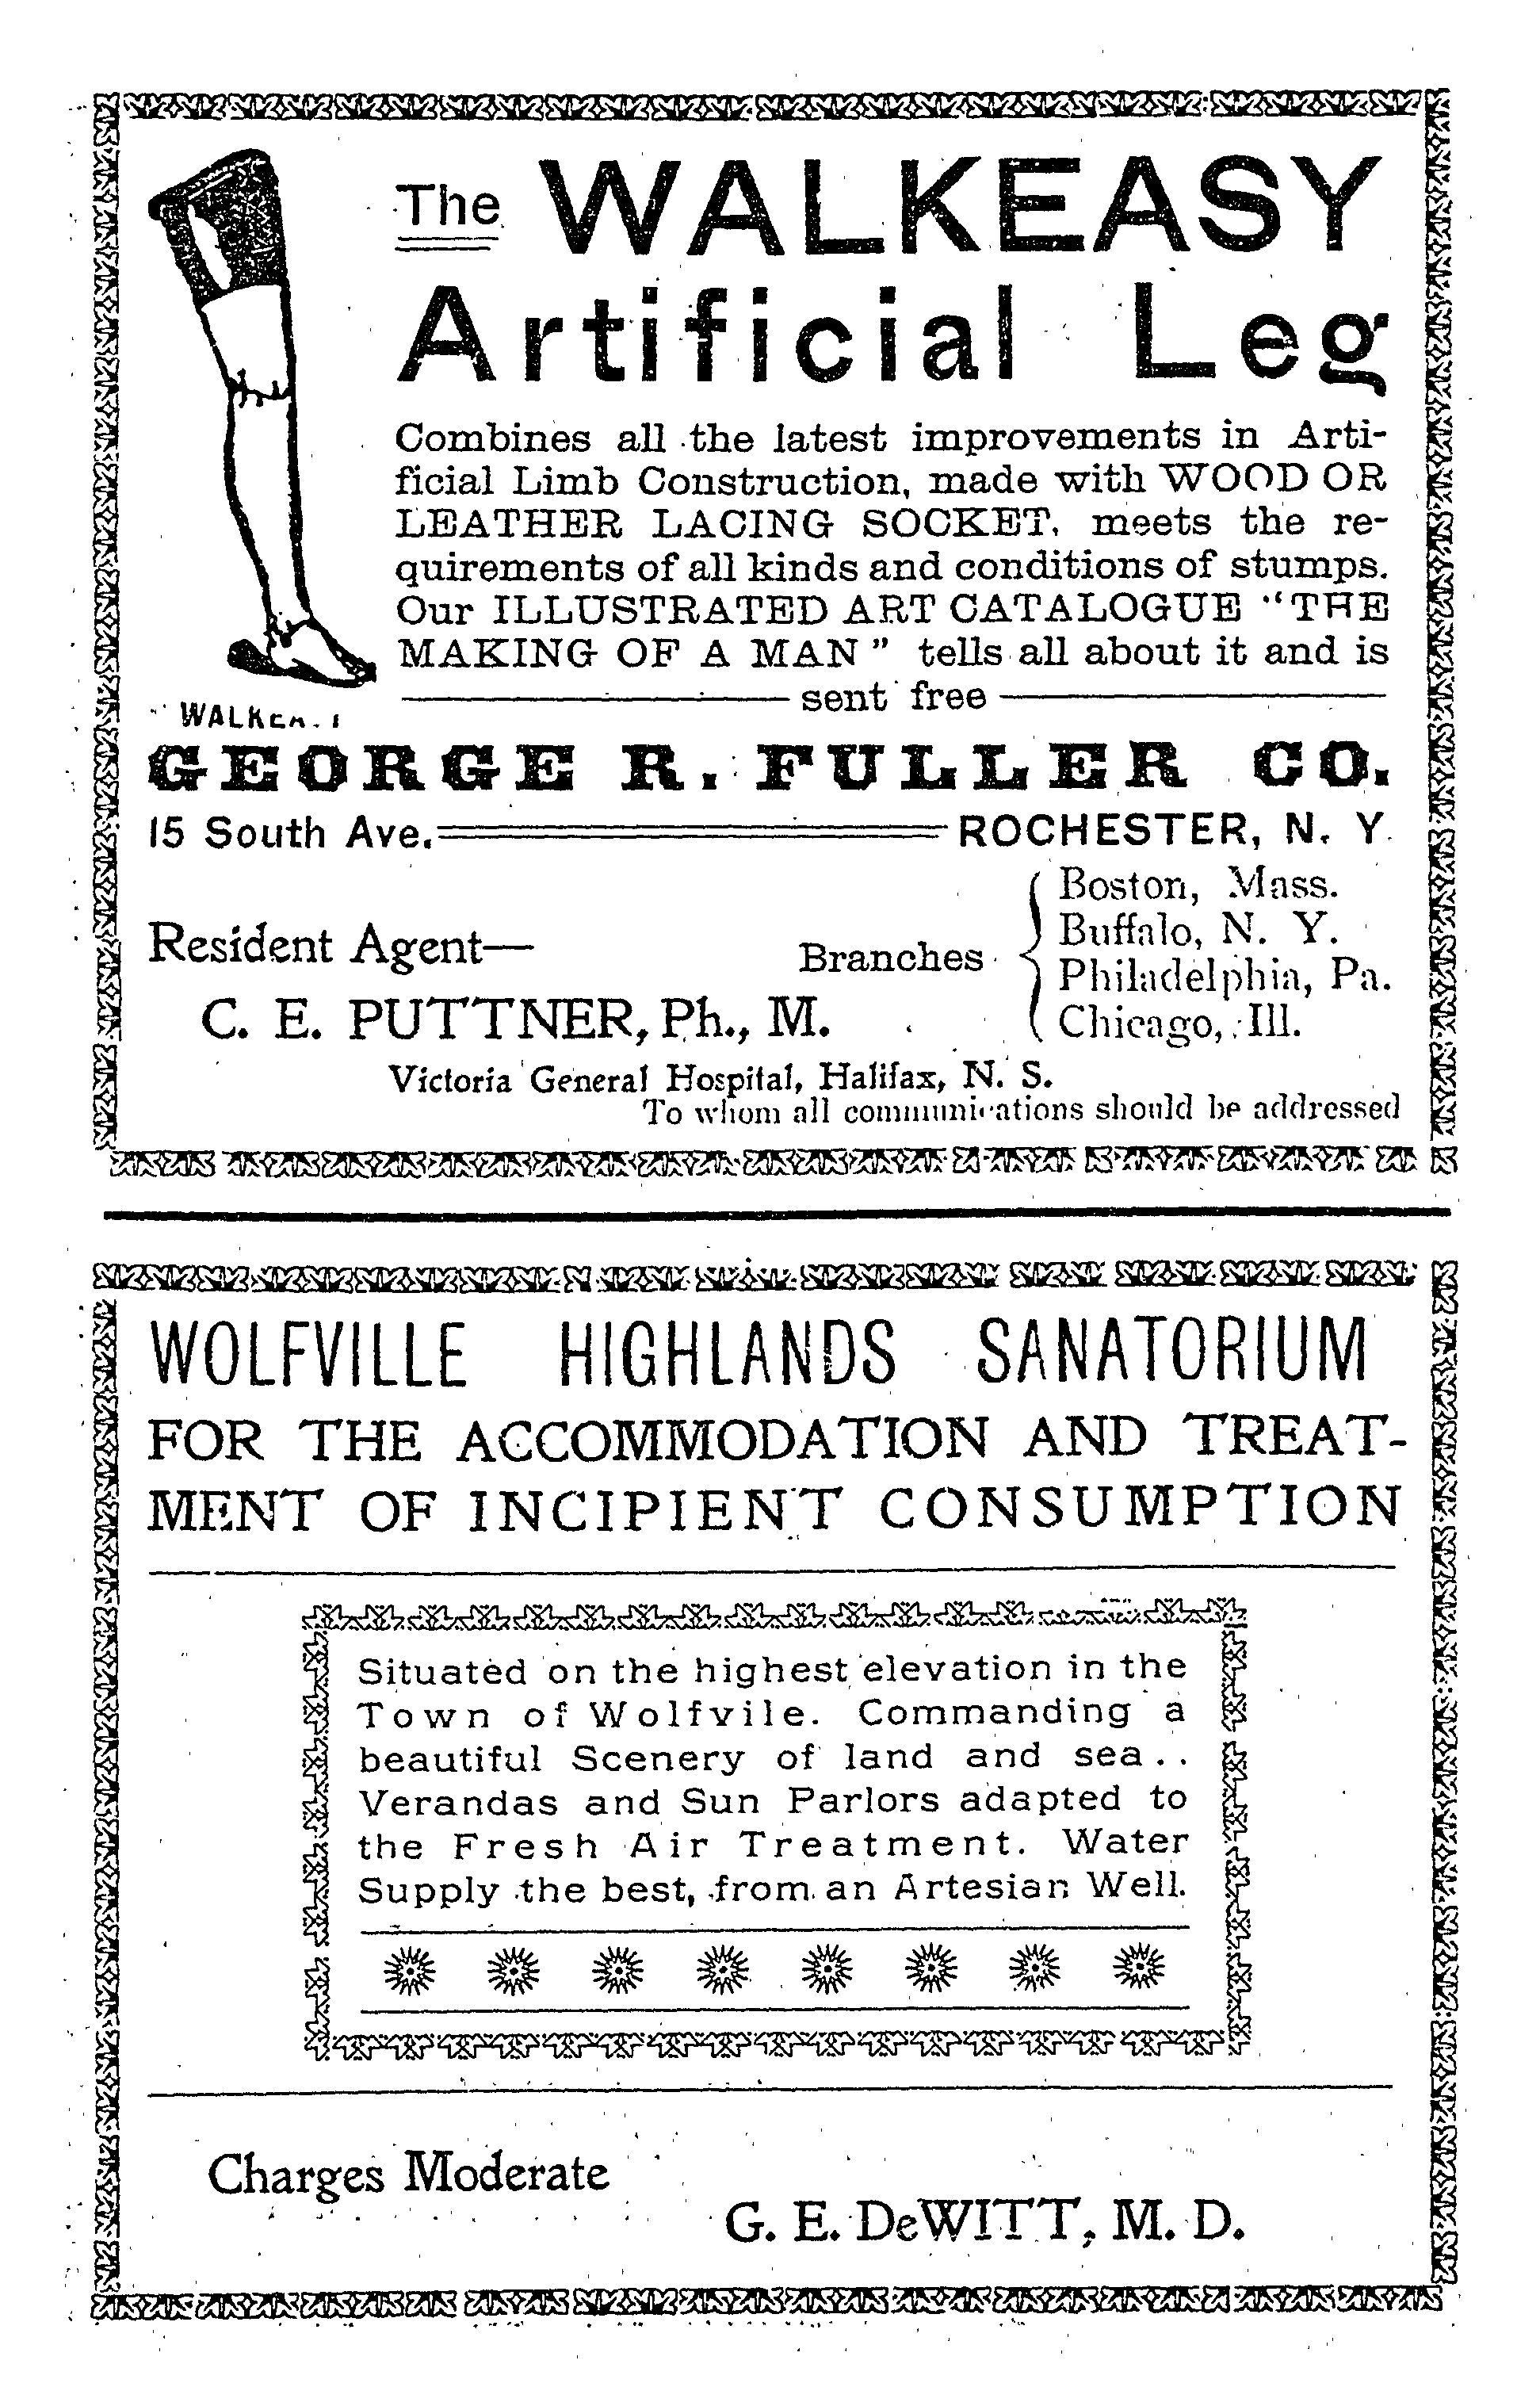 The WALKEASY
Artificial Leg
Combines all the latest improvements in Arti-
ficial Limb Construction, made with WOOD OR
LEATHER LACING SOCKET, meets the re-
quirements of all kinds and conditions of stumps.
Our ILLUSTRATED ART CATALOGUE "THE
MAKING OF A MAN" tells all about it and is
sent free
GEORGE R. FULLER CO.
15 South Ave. ROCHESTER, N. Y.
Resident Agent—
C. E. PUTTNER, Ph., M.
Victoria General Hospital, Halifax, N. S.
To whom all communications should be addressed
Branches
Boston, Mass.
Buffalo, N. Y.
Philadelphia, Pa.
Chicago, Ill.
WOLFVILLE HIGHLANDS SANATORIUM
FOR THE ACCOMMODATION AND TREAT-
MENT OF INCIPIENT CONSUMPTION
Situated on the highest elevation in the
Town of Wolfvile. Commanding a
beautiful Scenery of land and sea..
Verandas and Sun Parlors adapted to
the Fresh Air Treatment. Water
Supply the best, from an Artesian Well.
Charges Moderate
G. E. DeWITT, M. D.